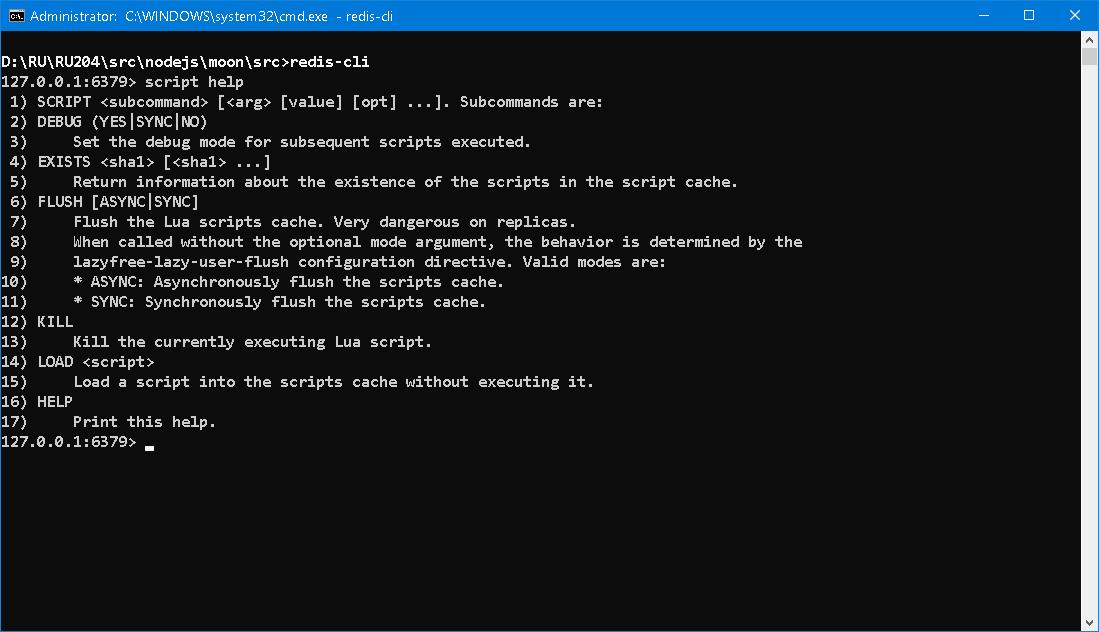 Administrator: C:\WINDOWS\system32\cmd.exe - redis-cli
D:\RU\RU204\src\nodejs\moon\src>redis-cli
127.0.0.1:6379> script help
 1) SCRIPT <subcommand> [<arg> [value] [opt] ...]. Subcommands are:
 2) DEBUG (YES|SYNC|NO)
 3)     Set the debug mode for subsequent scripts executed.
 4) EXISTS <sha1> [<sha1> ...]
 5)     Return information about the existence of the scripts in the script cache.
 6) FLUSH [ASYNC|SYNC]
 7)     Flush the Lua scripts cache. Very dangerous on replicas.
 8)     When called without the optional mode argument, the behavior is determined by the
 9)     lazyfree-lazy-user-flush configuration directive. Valid modes are:
10)     * ASYNC: Asynchronously flush the scripts cache.
11)     * SYNC: Synchronously flush the scripts cache.
12) KILL
13)     Kill the currently executing Lua script.
14) LOAD <script>
15)     Load a script into the scripts cache without executing it.
16) HELP
17)     Print this help.
127.0.0.1:6379>